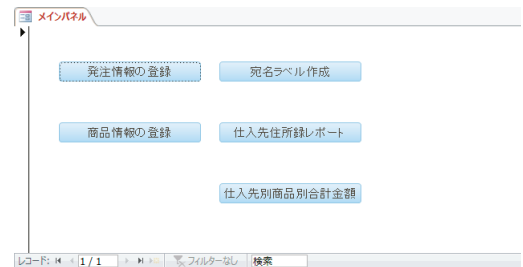 メインパネル
発注情報の登録
宛名ラベル作成
商品情報の登録
仕入先住所録レポート
仕入先別商品別合計金額
レコード: 1 / 1 フィルターなし 検索